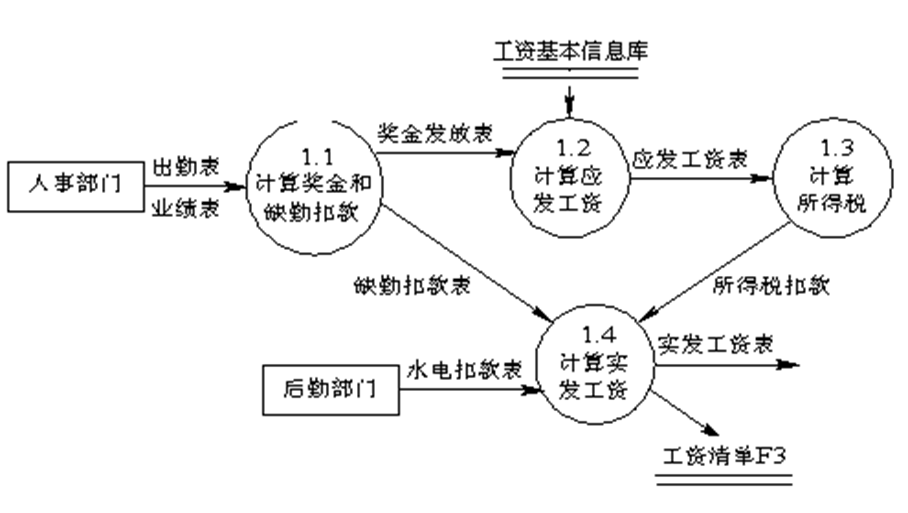 工资基本信息库
奖金发放表
1.1
计算奖金和
缺勤扣款
1.2
计算应
发工资
应发工资表
1.3
计算
所得税
人事部门
出勤表
业绩表
缺勤扣款表
所得税扣款
1.4
计算实
发工资
实发工资表
后勤部门
水电扣款表
工资清单F3